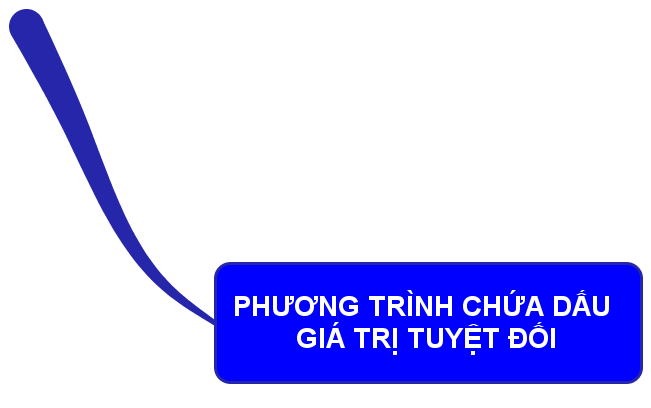 PHƯƠNG TRÌNH CHỨA DẤU
GIÁ TRỊ TUYỆT ĐỐI